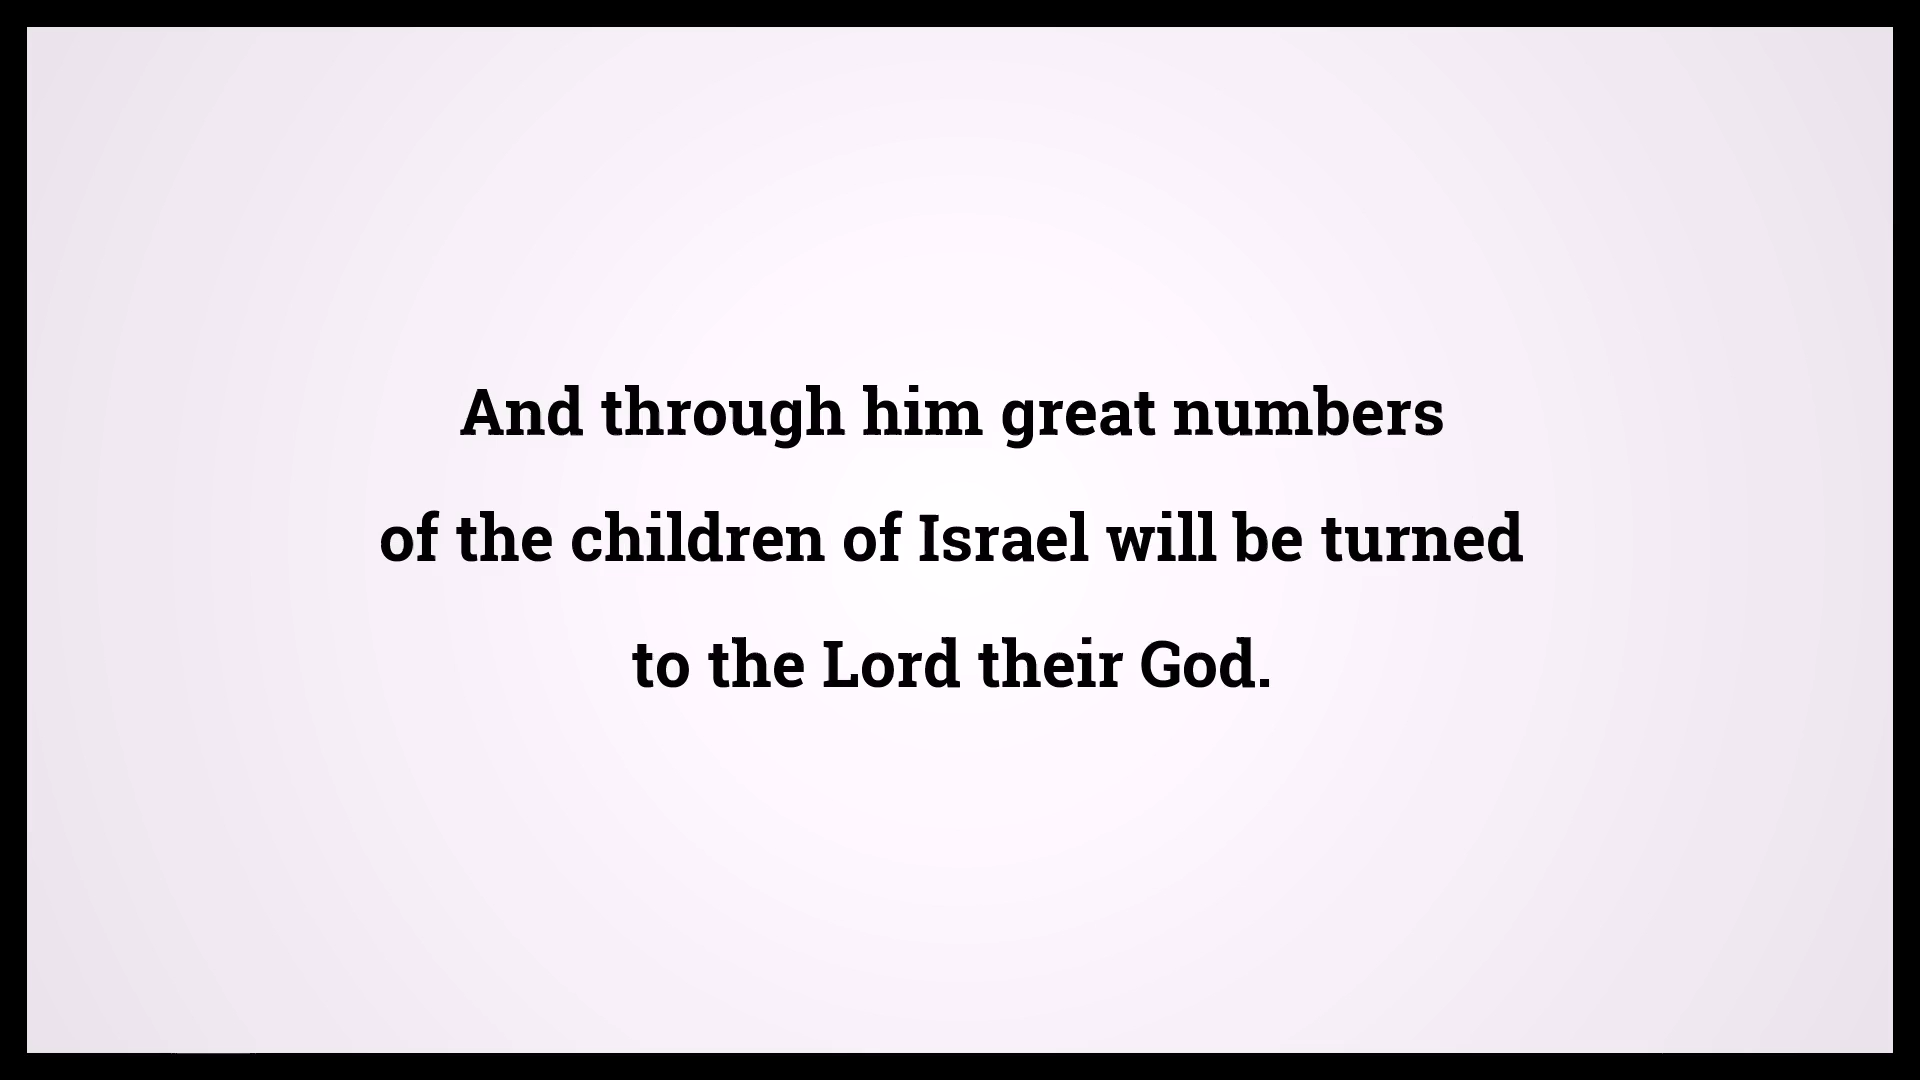 And through him great numbers
of the children of Israel will be turned
to the Lord their God.